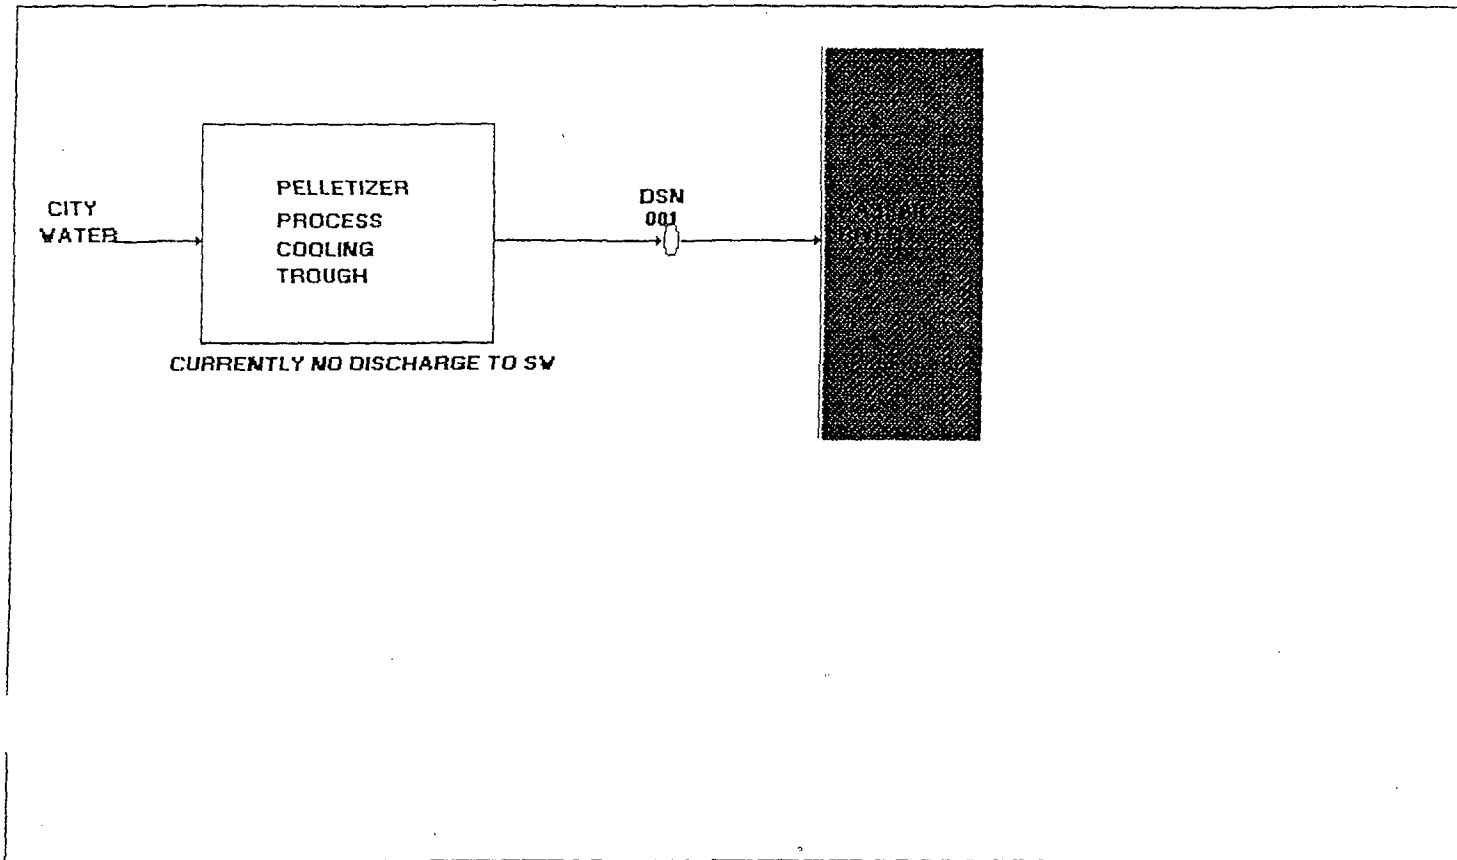 CITY
WATER
PELLETIZER
PROCESS
COOLING
TROUGH
DSN
001
CURRENTLY NO DISCHARGE TO SW